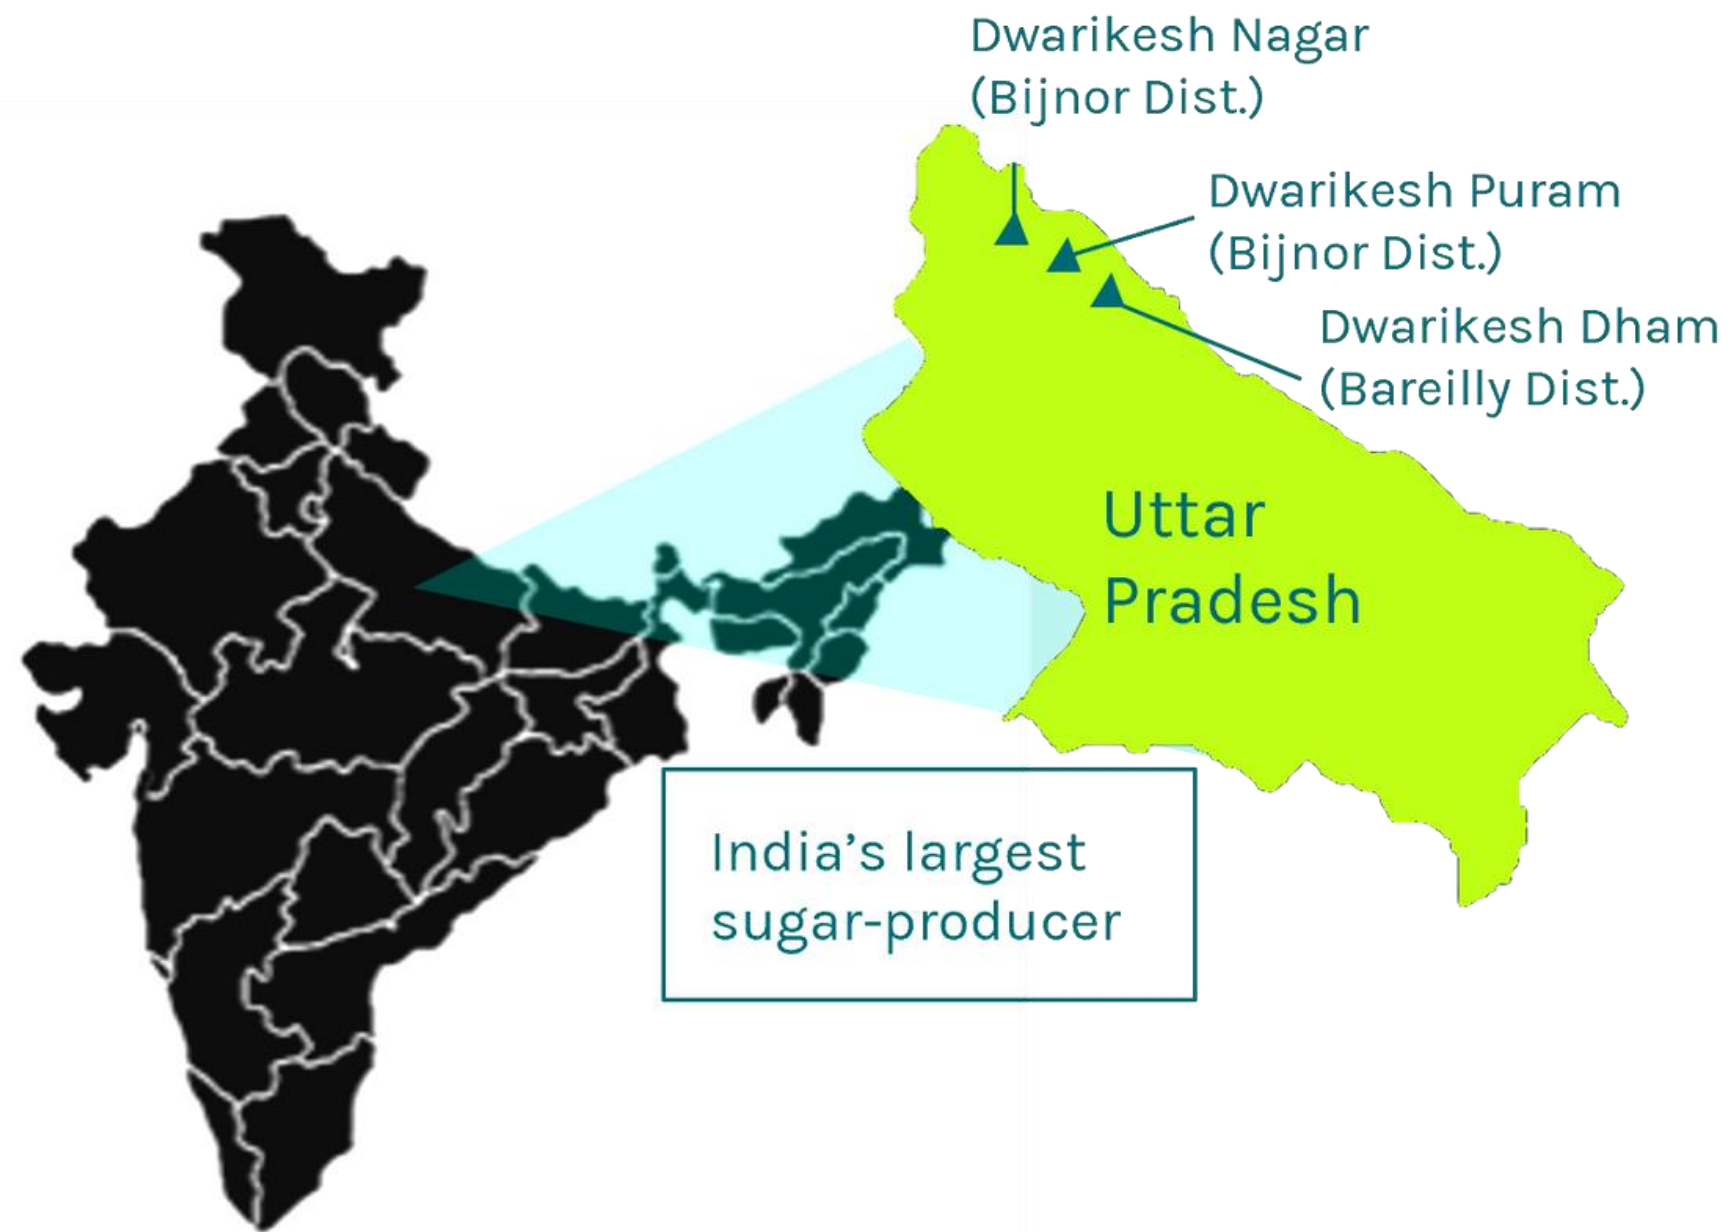 Dwarikesh Nagar
(Bijnor Dist.)
Dwarikesh Puram
(Bijnor Dist.)
Dwarikesh Dham
(Bareilly Dist.)
Uttar
Pradesh
India’s largest
sugar-producer